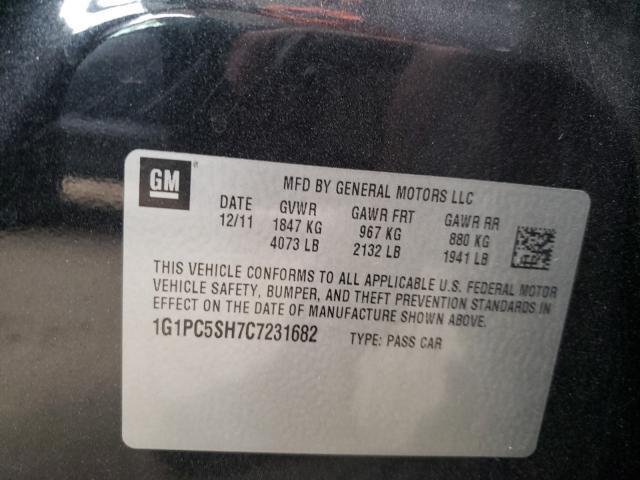 GM ®
MFD BY GENERAL MOTORS LLC
DATE GVWR GAWR FRT GAWR RR
12/11 1847 KG 967 KG 880 KG
4073 LB 2132 LB 1941 LB
THIS VEHICLE CONFORMS TO ALL APPLICABLE U.S. FEDERAL MOTOR
VEHICLE SAFETY, BUMPER, AND THEFT PREVENTION STANDARDS IN
EFFECT ON THE DATE OF MANUFACTURE SHOWN ABOVE.
1G1PC5SH7C7231682 TYPE: PASS CAR